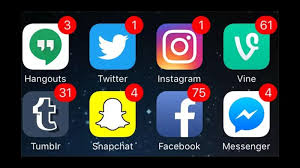 3 1 1 61
Hangouts Twitter Instagram Vine
31 4 75 4
Tumblr Snapchat Facebook Messenger